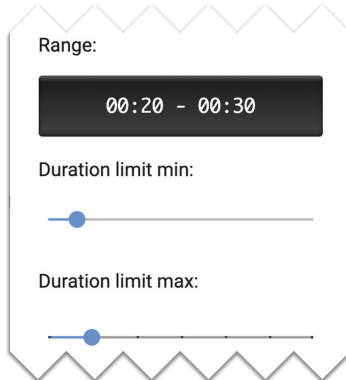 Range:
00:20 - 00:30
Duration limit min:
Duration limit max: